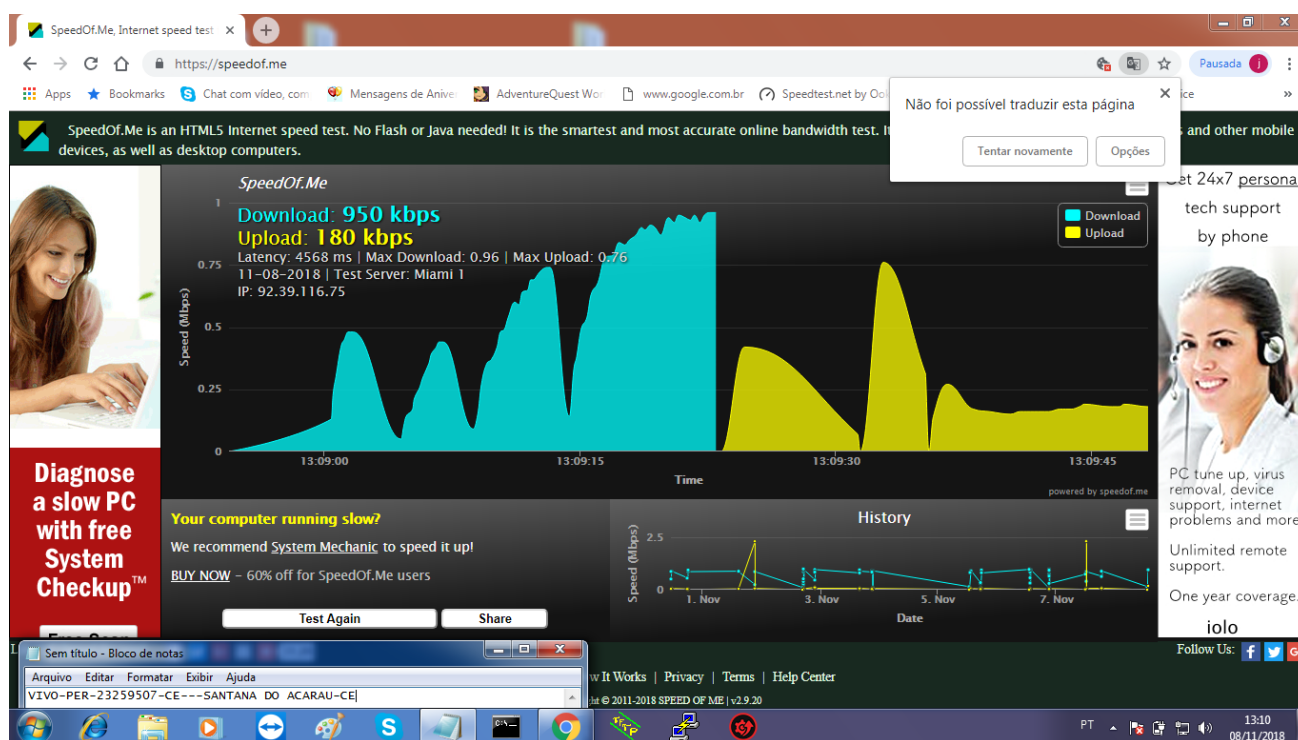 SpeedOf.Me, Internet speed test
https://speedof.me
Pausada
j
Apps
Bookmarks
Chat com vídeo, com
Mensagens de Anive
AdventureQuest Wor
www.google.com.br
Speedtest.net by Ook
Não foi possível traduzir esta página
Tentar novamente
Opções
SpeedOf.Me is an HTML5 Internet speed test. No Flash or Java needed! It is the smartest and most accurate online bandwidth test.
and other mobile
devices, as well as desktop computers.
SpeedOf.Me
Download: 950 kbps
Upload: 180 kbps
Latency: 4568 ms | Max Download: 0.96 | Max Upload: 0.76
11-08-2018 | Test Server: Miami 1
IP: 92.39.116.75
Download
Upload
1
0.75
0.5
0.25
0
Speed (Mbps)
13:09:00
13:09:15
13:09:30
13:09:45
Time
powered by speedof.me
Get 24x7 persona
tech support
by phone
PC tune up, virus
removal, device
support, internet
problems and more
Unlimited remote
support.
One year coverage.
iolo
Diagnose
a slow PC
with free
System
Checkup™
Free Scan
Your computer running slow?
We recommend System Mechanic to speed it up!
BUY NOW – 60% off for SpeedOf.Me users
Test Again
Share
History
2.5
0
Speed (Mbps)
1. Nov
3. Nov
5. Nov
7. Nov
Date
Follow Us:
w It Works | Privacy | Terms | Help Center
ht © 2011-2018 SPEED OF ME | v2.9.20
Sem título - Bloco de notas
Arquivo Editar Formatar Exibir Ajuda
VIVO-PER-23259507-CE---SANTANA DO ACARAU-CE
PT
13:10
08/11/2018